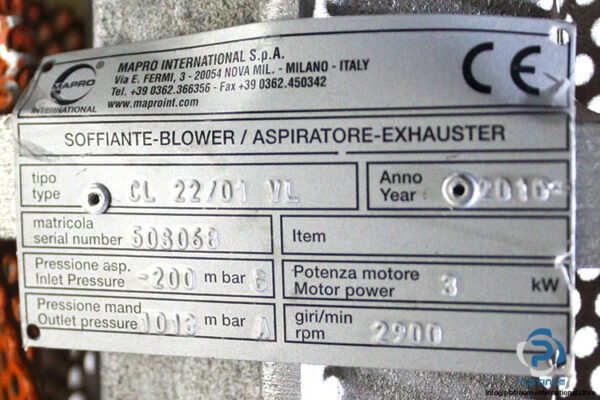 MAPRO
INTERNATIONAL
®
MAPRO INTERNATIONAL S.p.A.
Via E. FERMI, 3 - 20054 NOVA MIL. - MILANO - ITALY
Tel. +39 0362.366356 - Fax +39 0362.450342
www.maproint.com
CE
SOFFIANTE-BLOWER / ASPIRATORE-EXHAUSTER
tipo
type CL 22/01 VL
Anno
Year 2010
matricola
serial number 503068
Item
Pressione asp.
Inlet Pressure -200 m bar G
Potenza motore
Motor power 3 kW
Pressione mand
Outlet pressure 1013 m bar A
giri/min
rpm 2900
PLATINUM